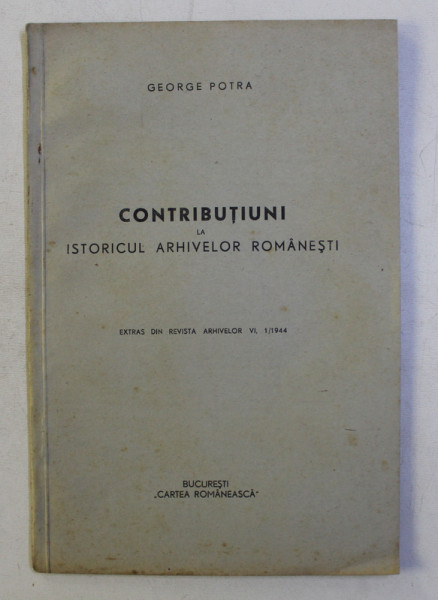 GEORGE POTRA
CONTRIBUȚIUNI
LA
ISTORICUL ARHIVELOR ROMÂNEȘTI
EXTRAS DIN REVISTA ARHIVELOR VI, 1/1944
BUCUREȘTI
„CARTEA ROMÂNEASCĂ"